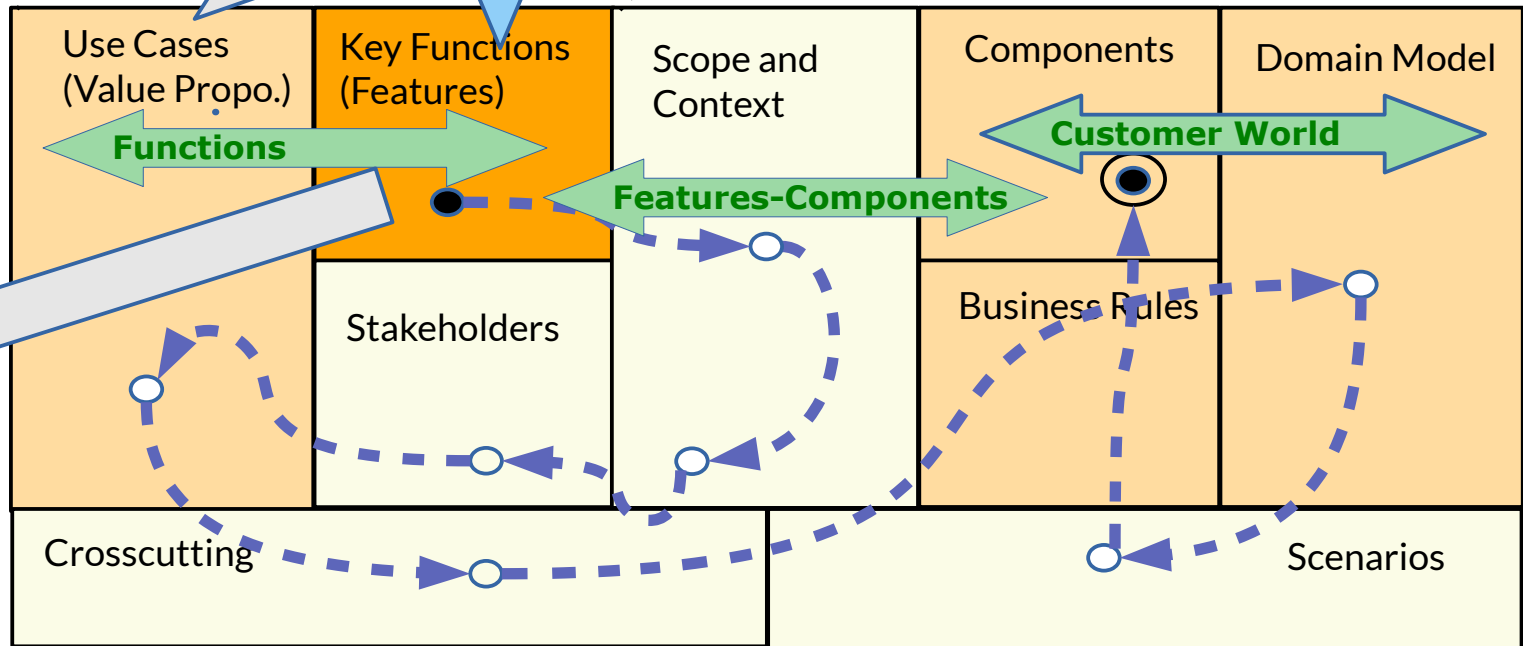 Use Cases
(Value Propo.)
Key Functions
(Features)
Scope and
Context
Components
Domain Model
Functions
Features-Components
Customer World
Stakeholders
Business Rules
Crosscutting
Scenarios